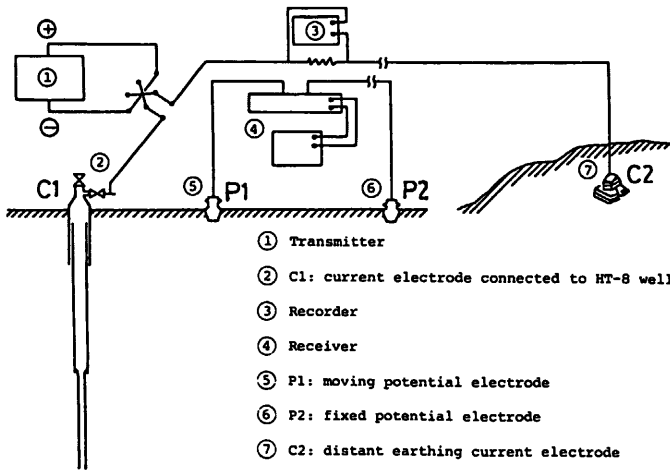 ⊕
①
⊖
③
④
②
C1
⑤
P1
⑥
P2
⑦
C2
① Transmitter
② C1: current electrode connected to HT-8 well
③ Recorder
④ Receiver
⑤ P1: moving potential electrode
⑥ P2: fixed potential electrode
⑦ C2: distant earthing current electrode